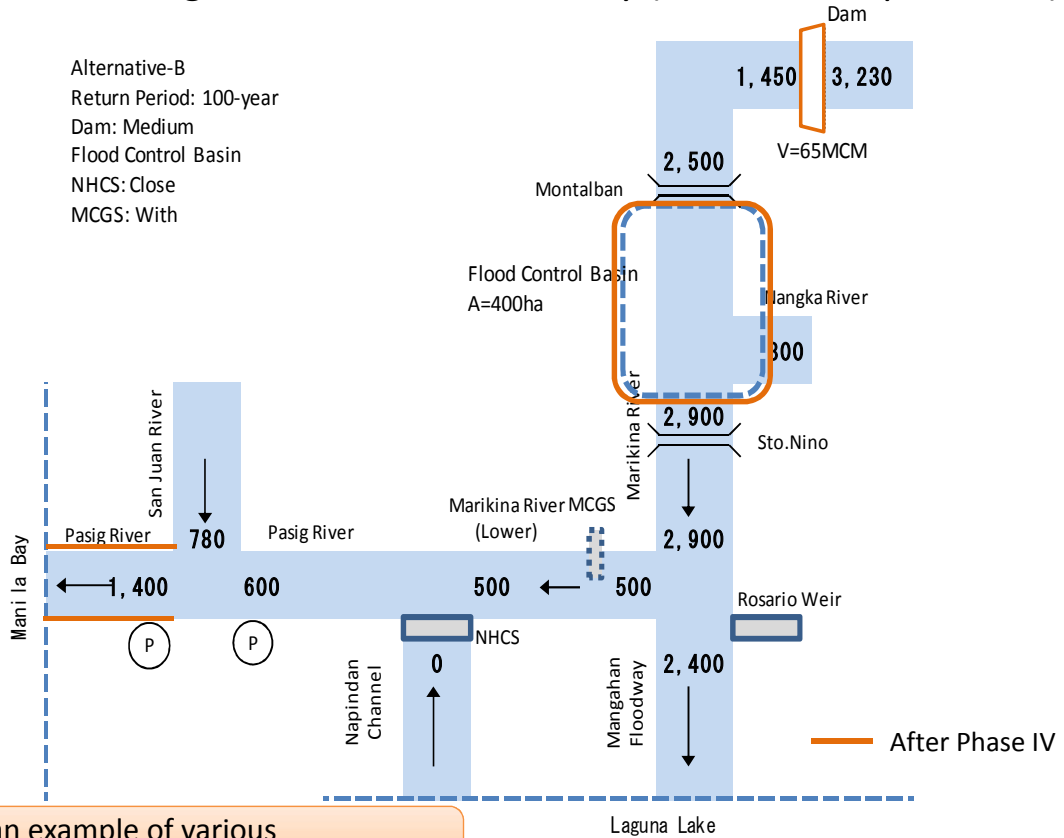 Dam
Alternative-B
Return Period: 100-year
Dam: Medium
Flood Control Basin
NHCS: Close
MCGS: With
1,450
3,230
V=65MCM
2,500
Montalban
Flood Control Basin
A=400ha
Nangka River
300
Marikina River
2,900
Sto.Nino
San Juan River
Marikina River
(Lower)
MCGS
2,900
Pasig River
780
Pasig River
Manila Bay
1,400
600
500
500
Rosario Weir
P
P
NHCS
0
2,400
Napindan
Channel
Mangahan
Floodway
After Phase IV
an example of various
Laguna Lake